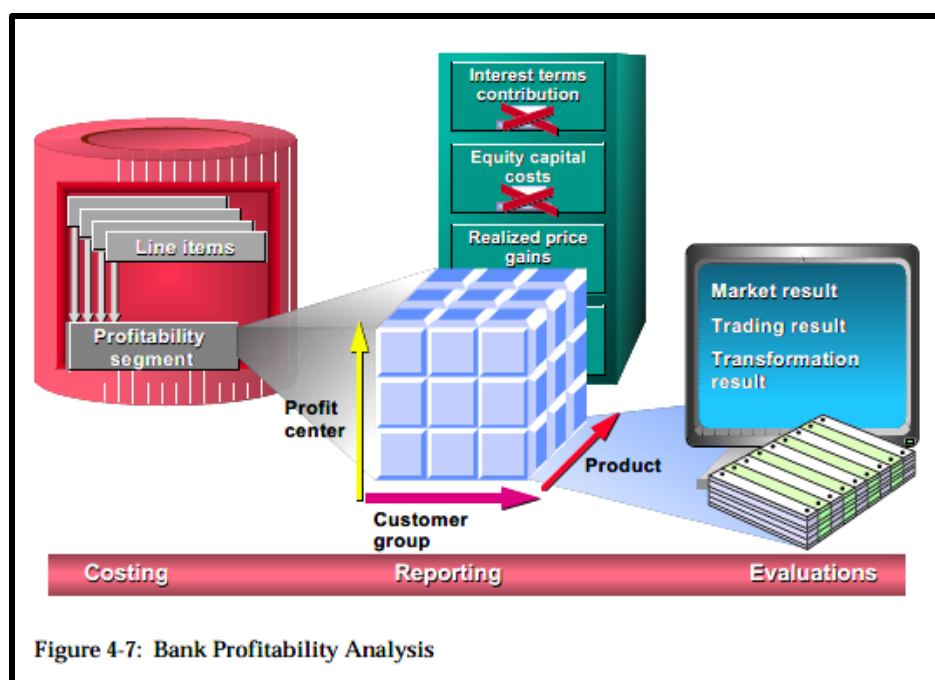 Interest terms
contribution
Equity capital
costs
Realized price
gains
Line items
Profitability
segment
Profit
center
Customer
group
Product
Market result
Trading result
Transformation
result
Costing
Reporting
Evaluations
Figure 4-7: Bank Profitability Analysis